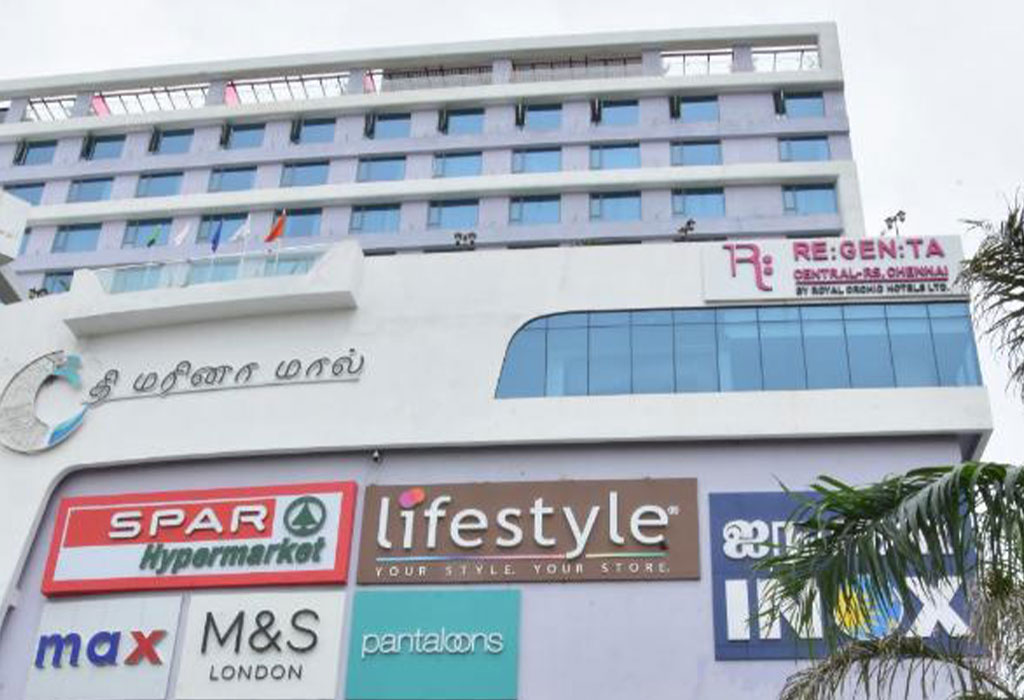 RE:GEN:TA
CENTRAL-RS, CHENNAI
BY ROYAL ORCHID HOTELS LTD.
தி மரினா மால்
SPAR
Hypermarket
lifestyle®
YOUR STYLE. YOUR STORE.
INOX
max
M&S
LONDON
pantaloons